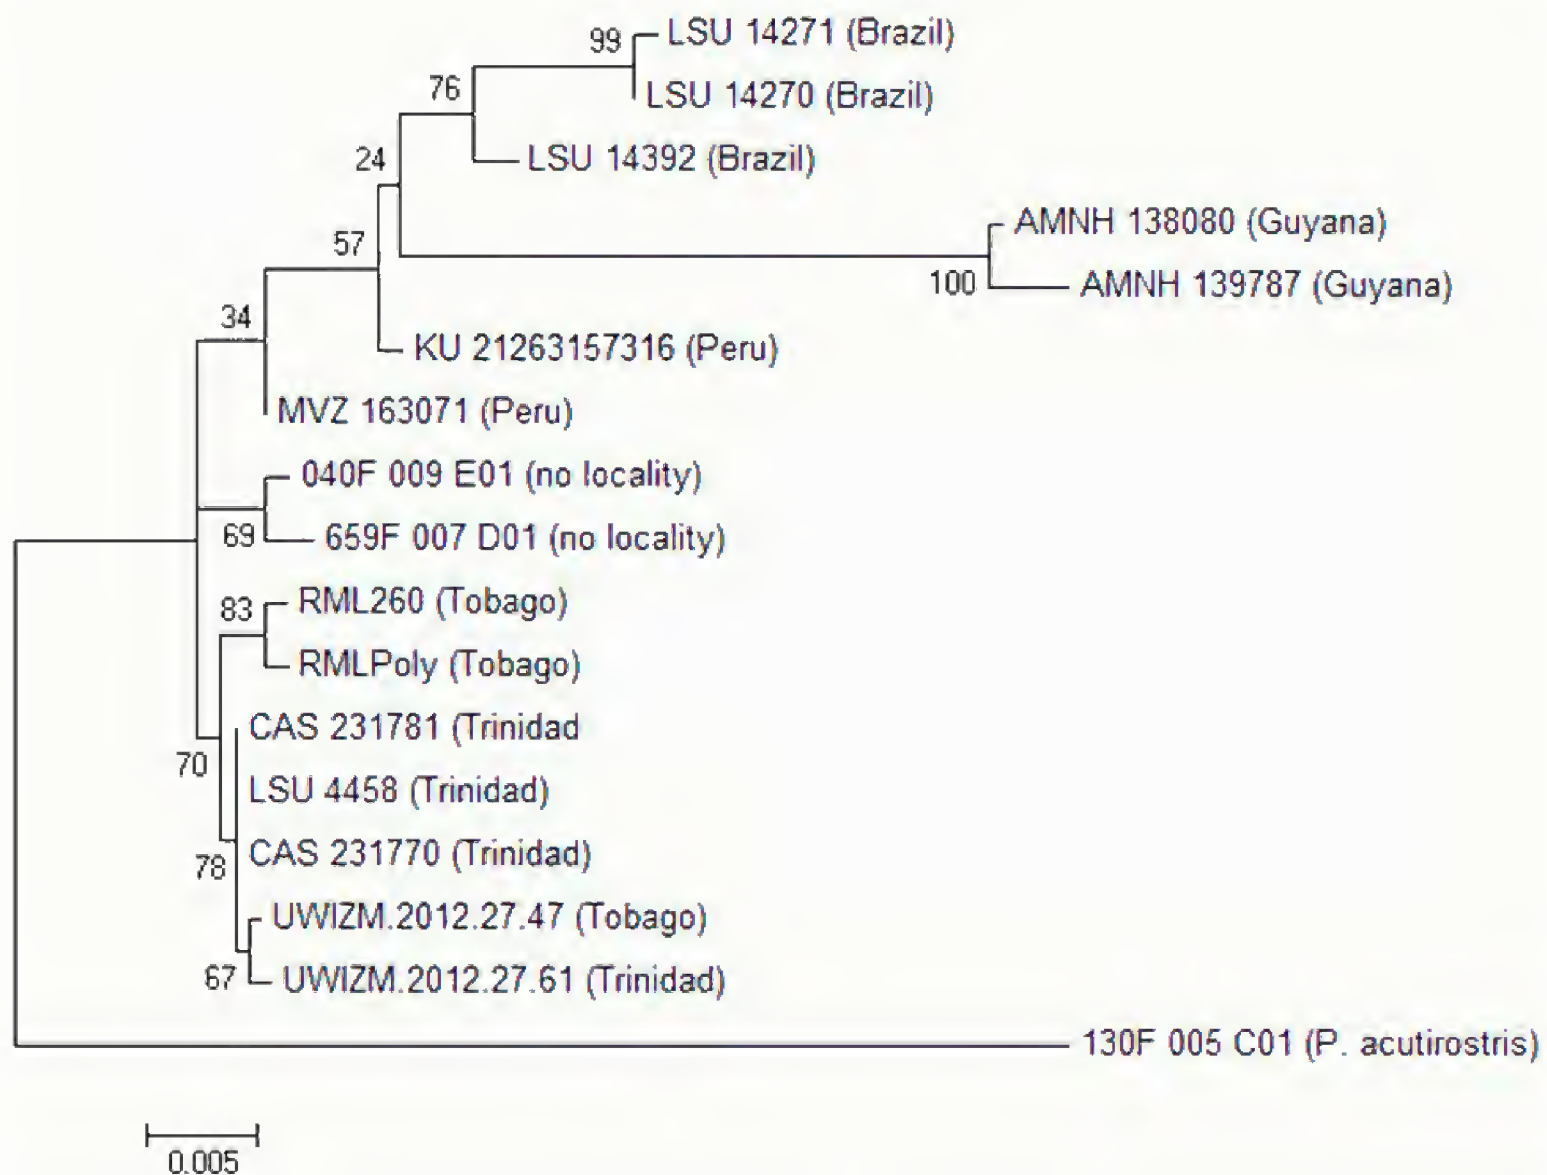 99
LSU 14271 (Brazil)
76
LSU 14270 (Brazil)
24
LSU 14392 (Brazil)
AMNH 138080 (Guyana)
57
100
AMNH 139787 (Guyana)
34
KU 21263157316 (Peru)
MVZ 163071 (Peru)
040F 009 E01 (no locality)
69
659F 007 D01 (no locality)
83
RML260 (Tobago)
RMLPoly (Tobago)
CAS 231781 (Trinidad
70
LSU 4458 (Trinidad)
78
CAS 231770 (Trinidad)
UWIZM.2012.27.47 (Tobago)
67
UWIZM.2012.27.61 (Trinidad)
130F 005 C01 (P. acutirostris)
0.005